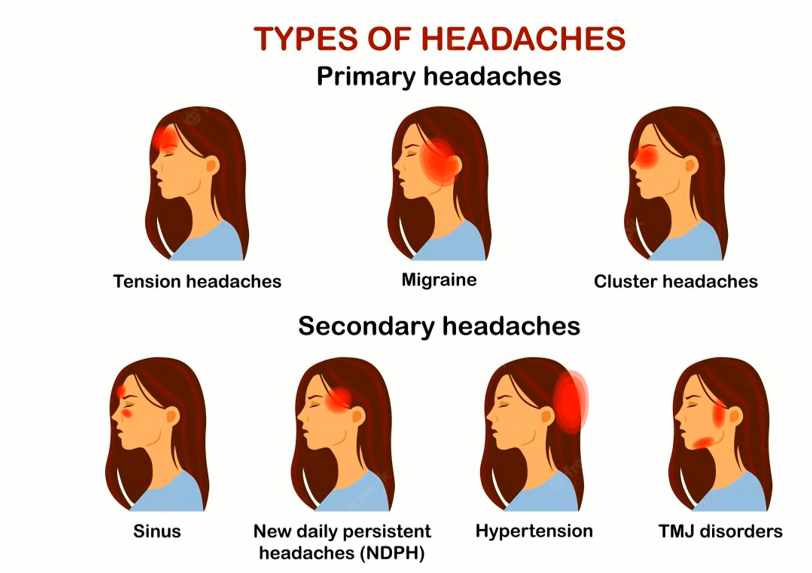 TYPES OF HEADACHES
Primary headaches
Tension headaches
Migraine
Cluster headaches
Secondary headaches
Sinus
New daily persistent
headaches (NDPH)
Hypertension
TMJ disorders